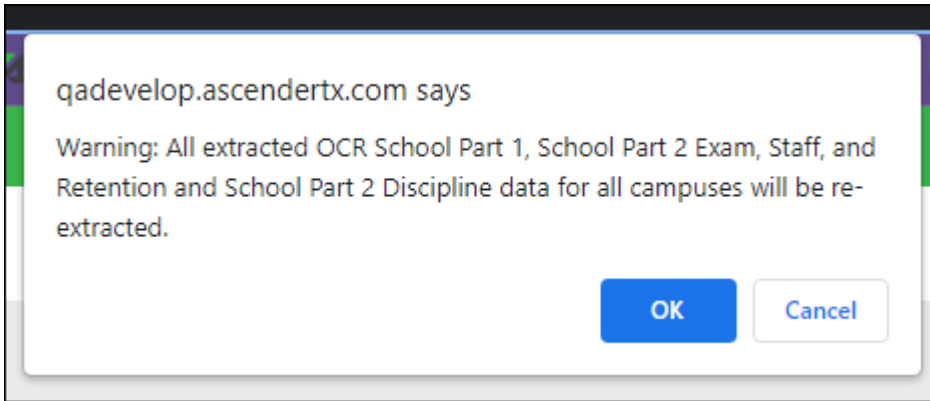 qadevelop.ascendertx.com says
Warning: All extracted OCR School Part 1, School Part 2 Exam, Staff, and
Retention and School Part 2 Discipline data for all campuses will be re-
extracted.
OK
Cancel